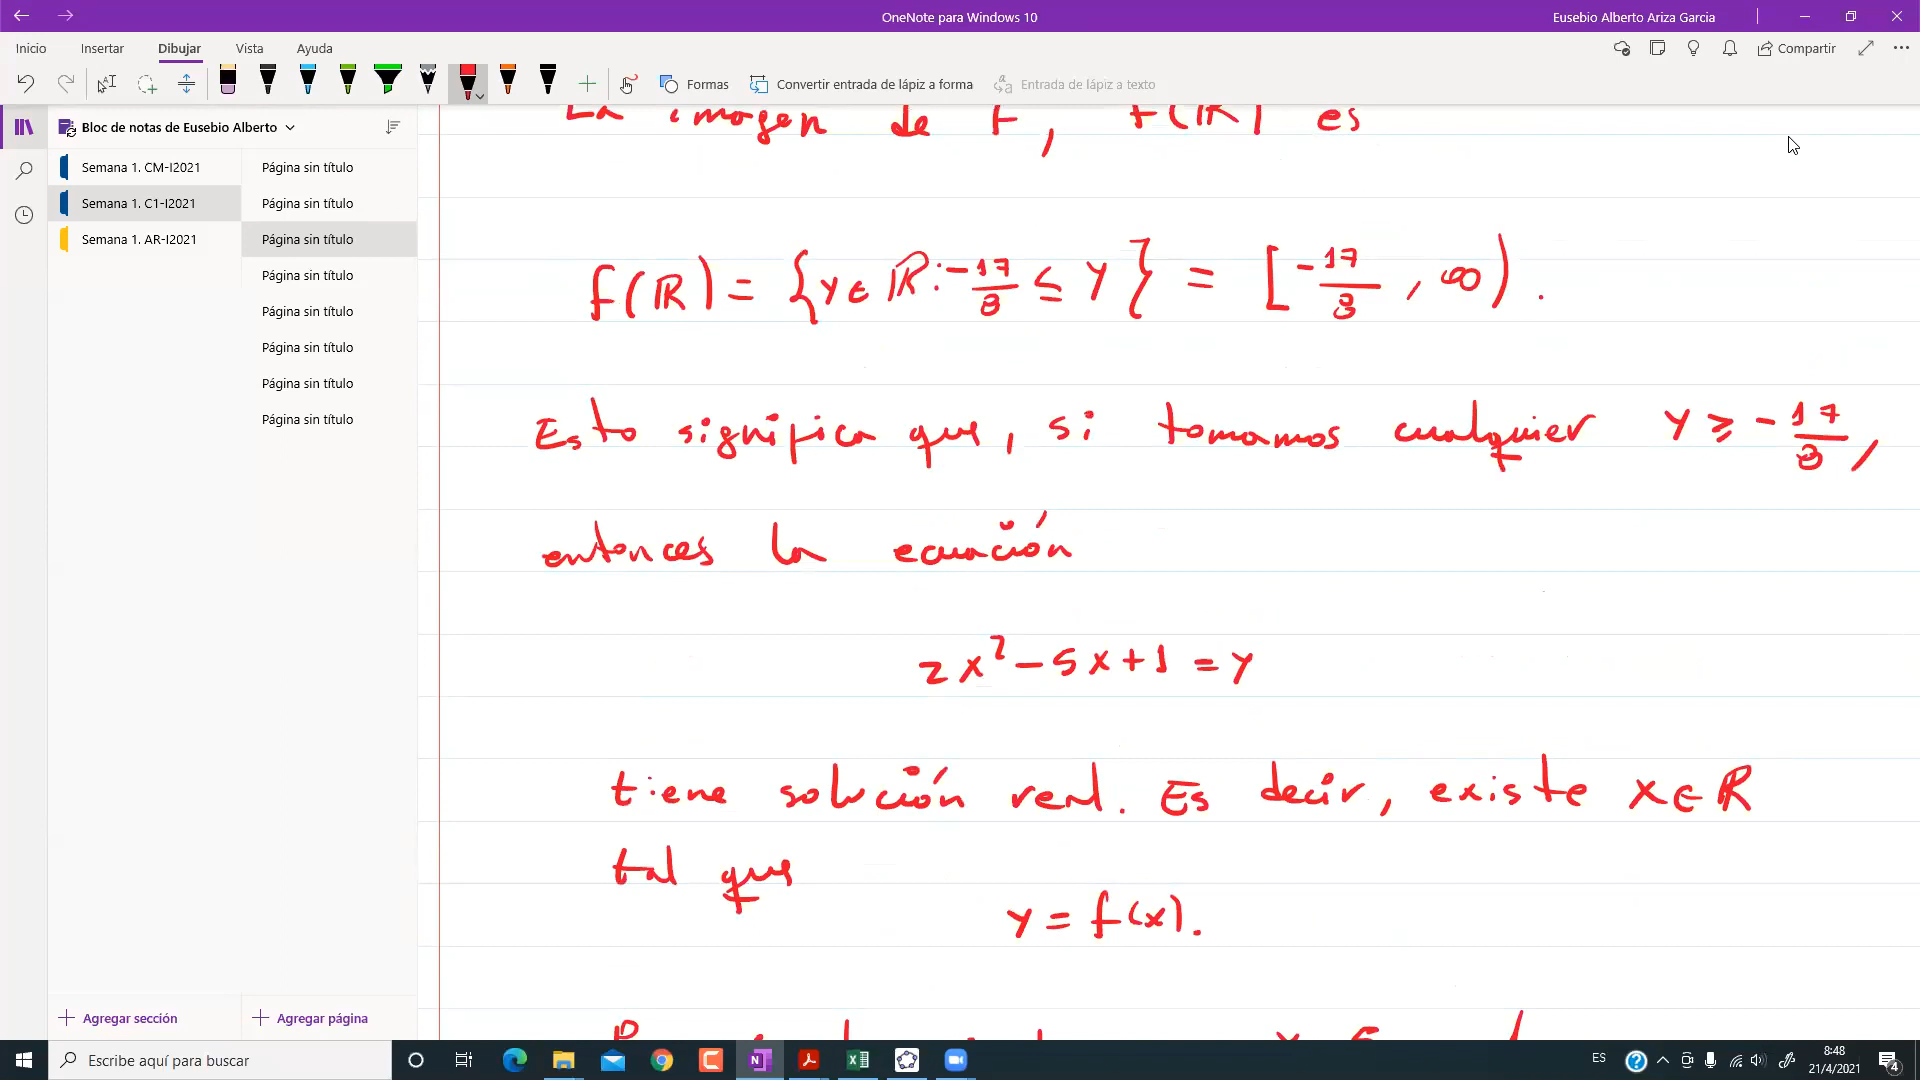 OneNote para Windows 10
Eusebio Alberto Ariza Garcia
Inicio Insertar Dibujar Vista Ayuda
Compartir
Formas
Convertir entrada de lápiz a forma
Entrada de lápiz a texto
Bloc de notas de Eusebio Alberto
Semana 1. CM-I2021
Semana 1. C1-I2021
Semana 1. AR-I2021
Página sin título
Página sin título
Página sin título
Página sin título
Página sin título
Página sin título
Página sin título
Página sin título
La imagen de f, f(ℝ) es
f(ℝ) = {y ∈ ℝ : -17/8 ≤ y} = [-17/8, ∞).
Esto significa que, si tomamos cualquier y ≥ -17/8,
entonces la ecuación
2x² - 5x + 1 = y
tiene solución real. Es decir, existe x ∈ ℝ
tal que
y = f(x).
Agregar sección
Agregar página
Escribe aquí para buscar
ES
8:48
21/4/2021
4